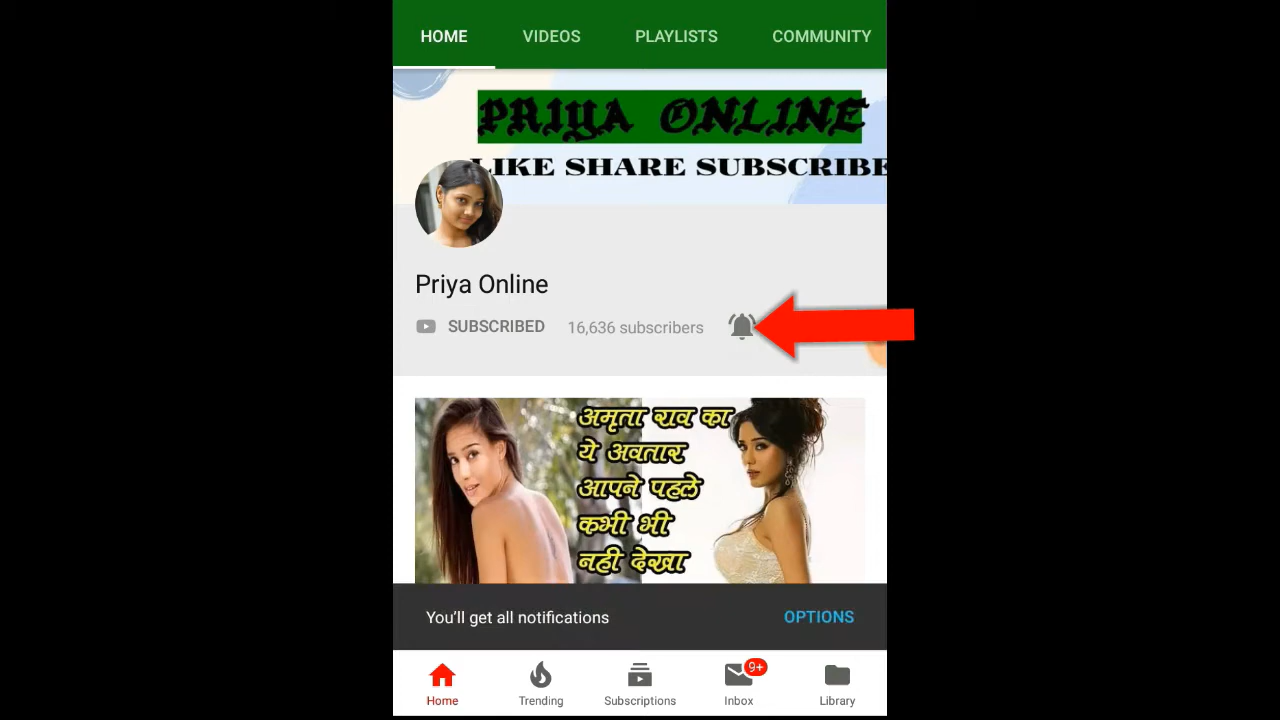 HOME VIDEOS PLAYLISTS COMMUNITY
PRIYA ONLINE
LIKE SHARE SUBSCRIBE
Priya Online
SUBSCRIBED 16,636 subscribers
अमृता राव का
ये अवतार
आपने पहले
कभी भी
नही देखा
You'll get all notifications OPTIONS
9+
Home Trending Subscriptions Inbox Library